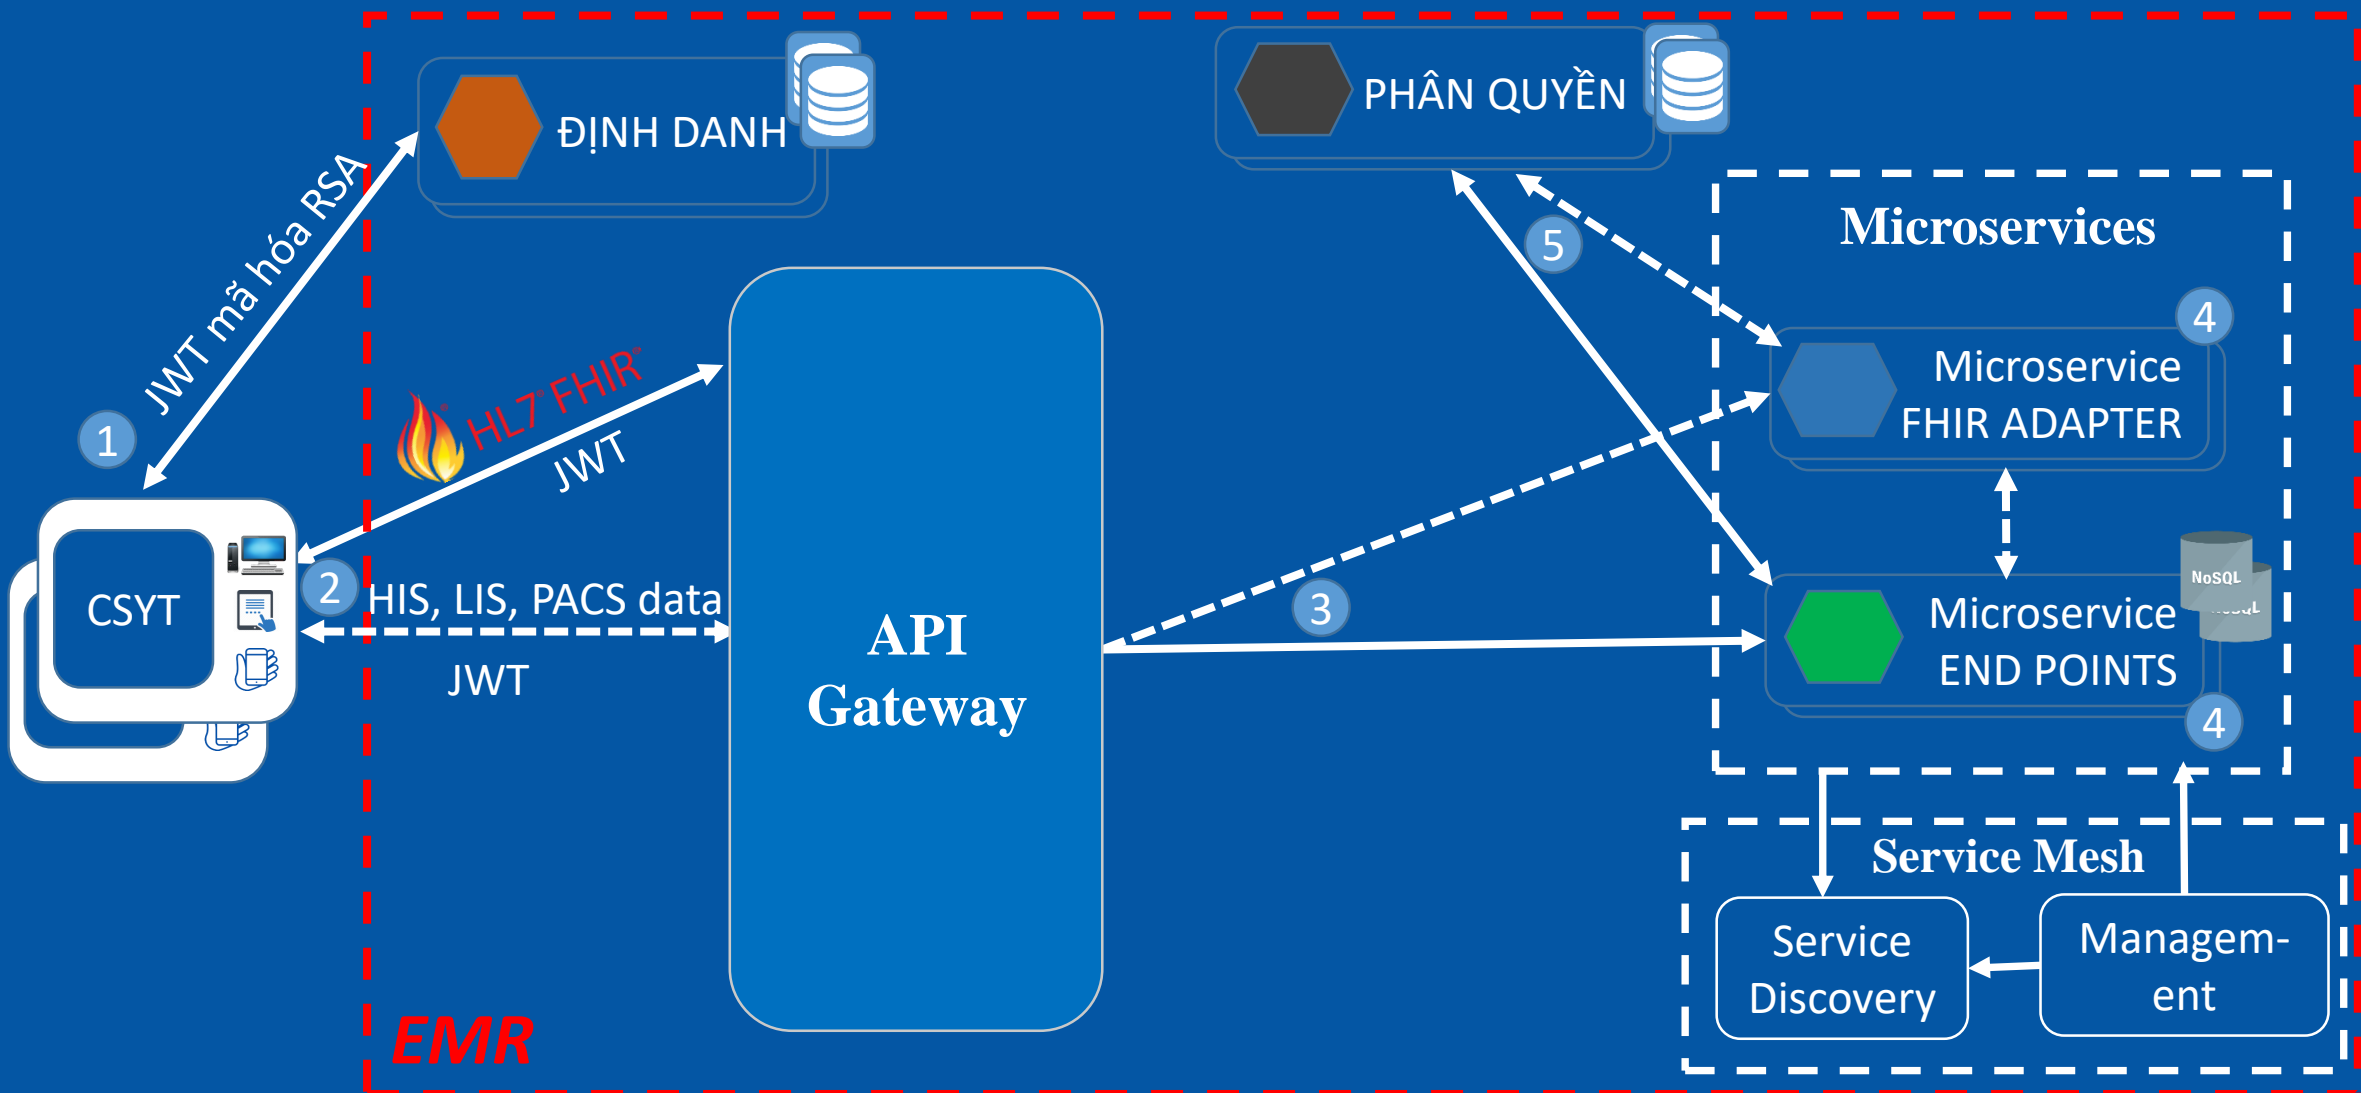 ĐỊNH DANH
PHÂN QUYỀN
JWT mã hóa RSA
1
HL7® FHIR®
JWT
2
HIS, LIS, PACS data
JWT
CSYT
API
Gateway
3
5
Microservices
4
Microservice
FHIR ADAPTER
NoSQL
Microservice
END POINTS
4
Service Mesh
Service
Discovery
Managem-
ent
EMR